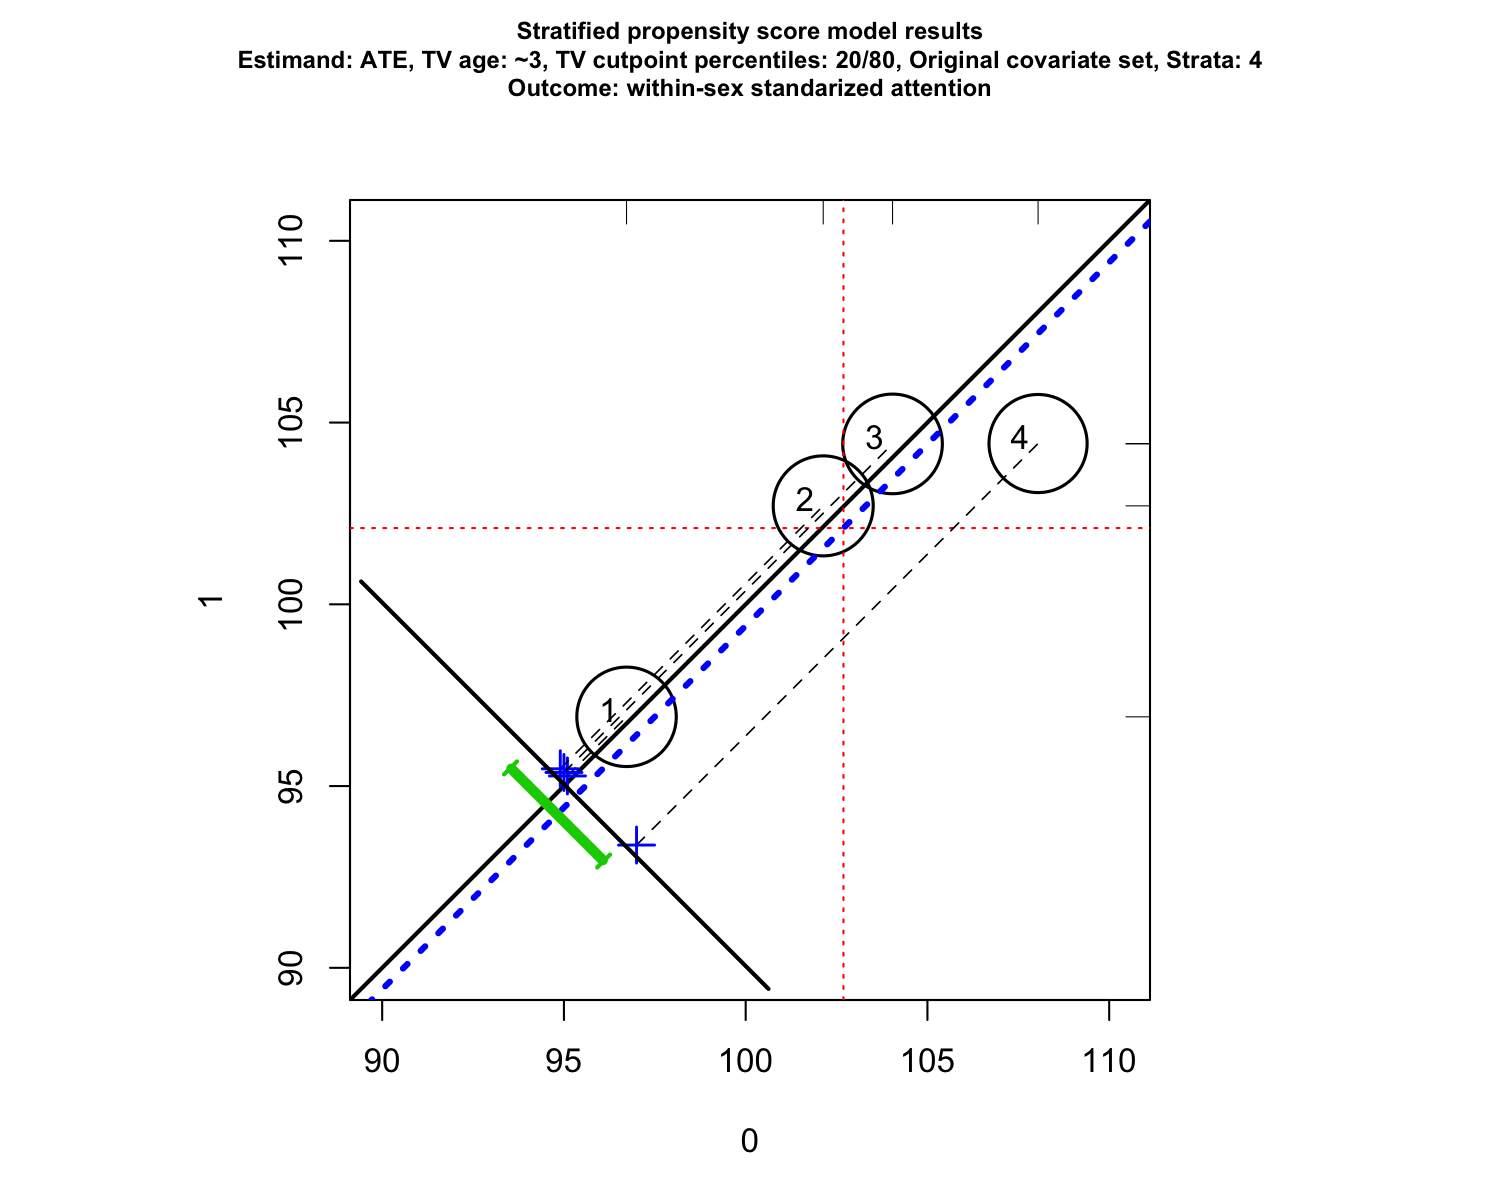 Stratified propensity score model results
Estimand: ATE, TV age: ~3, TV cutpoint percentiles: 20/80, Original covariate set, Strata: 4
Outcome: within-sex standarized attention
110
105
100
95
90
1
3
4
2
1
90 95 100 105 110
0